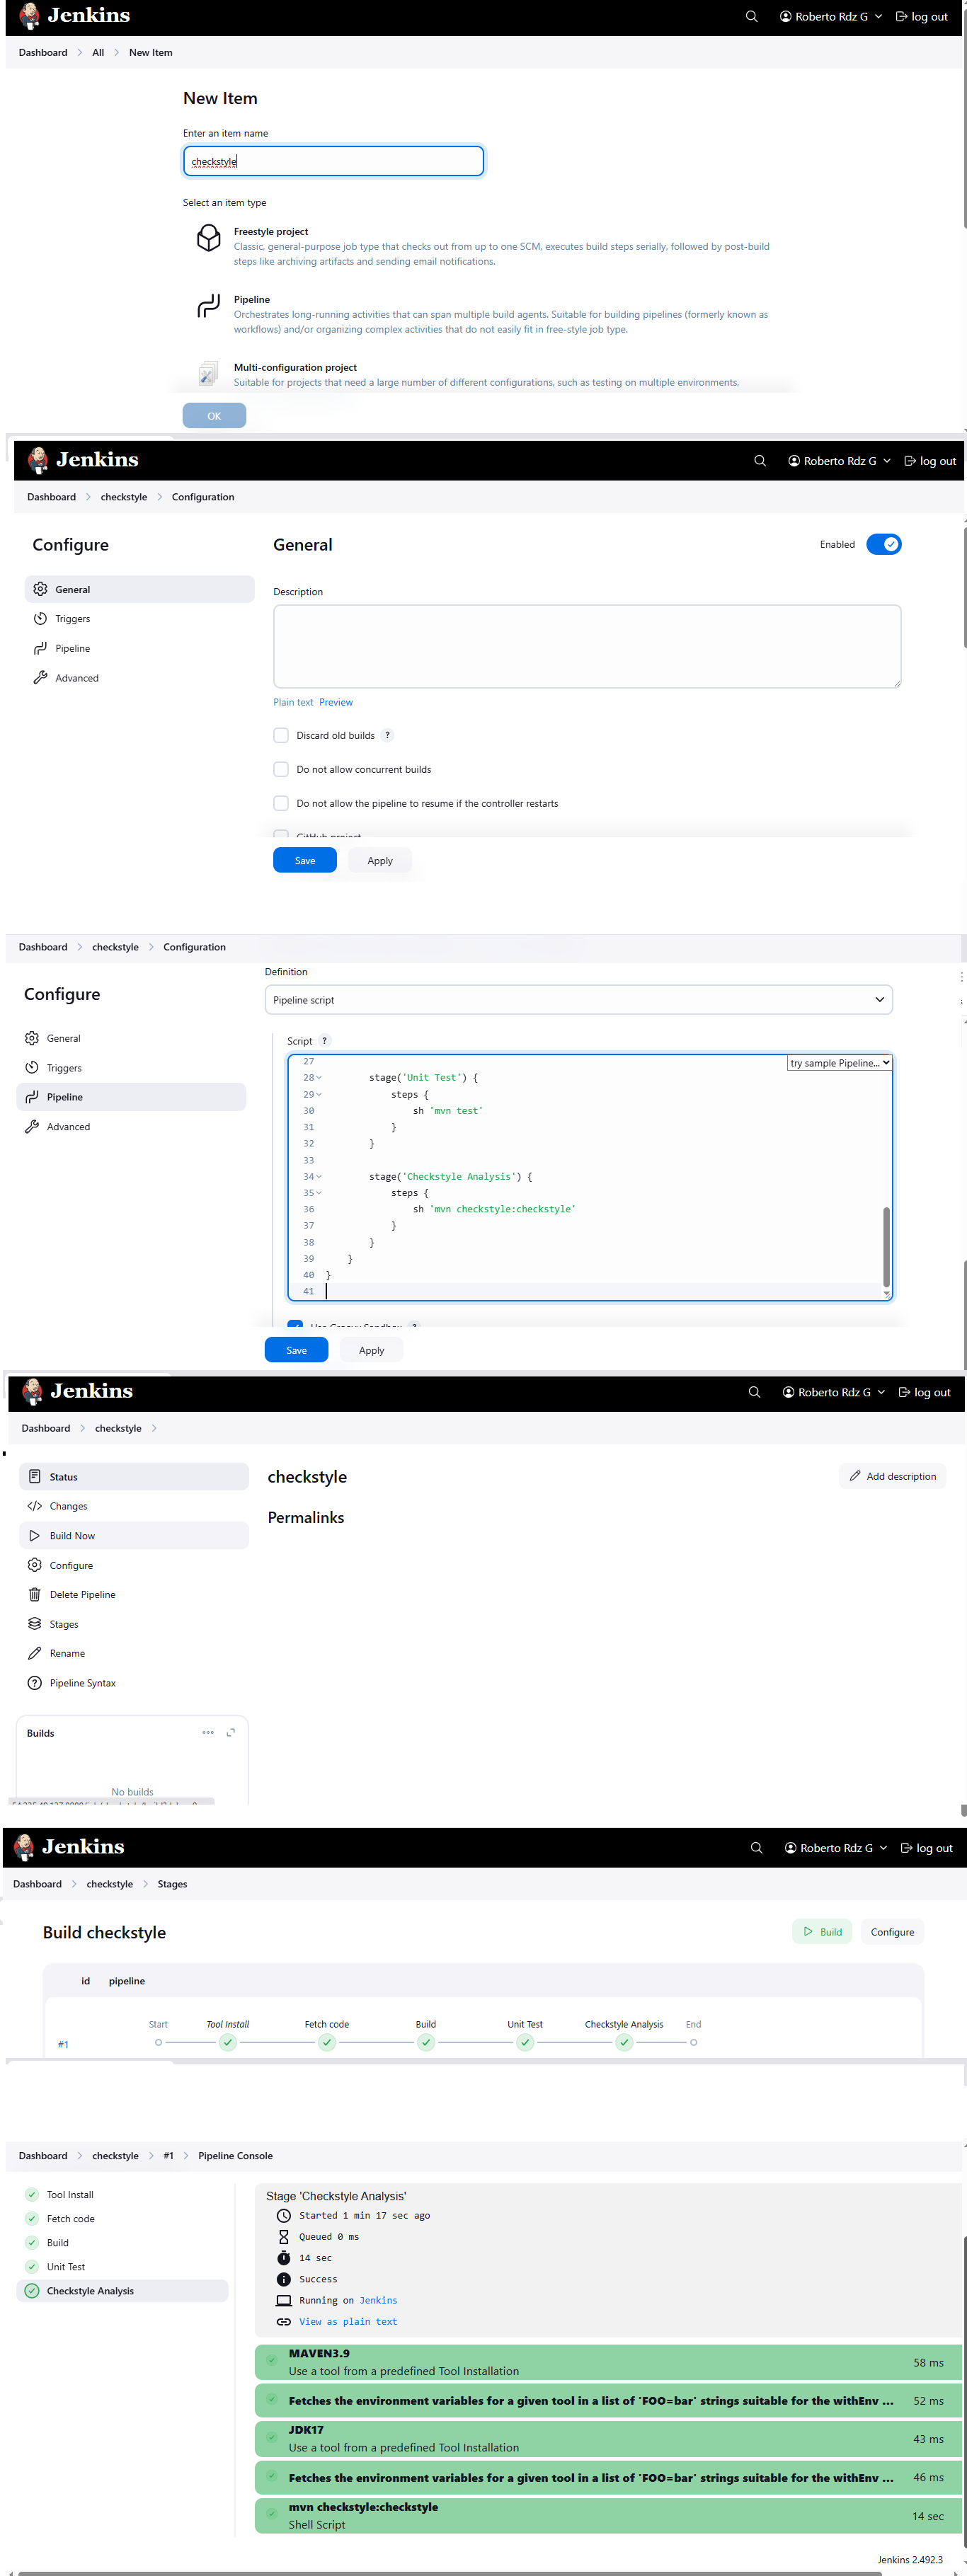 Jenkins
Roberto Rdz G
log out
Dashboard > All > New Item
New Item
Enter an item name
checkstyle
Select an item type
Freestyle project
Classic, general-purpose job type that checks out from up to one SCM, executes build steps serially, followed by post-build
steps like archiving artifacts and sending email notifications.
Pipeline
Orchestrates long-running activities that can span multiple build agents. Suitable for building pipelines (formerly known as
workflows) and/or organizing complex activities that do not easily fit in free-style job type.
Multi-configuration project
Suitable for projects that need a large number of different configurations, such as testing on multiple environments,
OK
Jenkins
Roberto Rdz G
log out
Dashboard > checkstyle > Configuration
Configure
General
Triggers
Pipeline
Advanced
General
Enabled
Description
Plain text Preview
Discard old builds ?
Do not allow concurrent builds
Do not allow the pipeline to resume if the controller restarts
GitHub project
Save
Apply
Dashboard > checkstyle > Configuration
Configure
General
Triggers
Pipeline
Advanced
Definition
Pipeline script
Script ?
try sample Pipeline...
27
28 stage('Unit Test') {
29 steps {
30 sh 'mvn test'
31 }
32 }
33
34 stage('Checkstyle Analysis') {
35 steps {
36 sh 'mvn checkstyle:checkstyle'
37 }
38 }
39 }
40 }
41
Use Groovy Sandbox ?
Save
Apply
Jenkins
Roberto Rdz G
log out
Dashboard > checkstyle >
Status
Changes
Build Now
Configure
Delete Pipeline
Stages
Rename
Pipeline Syntax
checkstyle
Add description
Permalinks
Builds
No builds
Jenkins
Roberto Rdz G
log out
Dashboard > checkstyle > Stages
Build checkstyle
Build
Configure
id pipeline
Start Tool Install Fetch code Build Unit Test Checkstyle Analysis End
#1
Dashboard > checkstyle > #1 > Pipeline Console
Tool Install
Fetch code
Build
Unit Test
Checkstyle Analysis
Stage 'Checkstyle Analysis'
Started 1 min 17 sec ago
Queued 0 ms
14 sec
Success
Running on Jenkins
View as plain text
MAVEN3.9
Use a tool from a predefined Tool Installation
58 ms
Fetches the environment variables for a given tool in a list of 'FOO=bar' strings suitable for the withEnv ...
52 ms
JDK17
Use a tool from a predefined Tool Installation
43 ms
Fetches the environment variables for a given tool in a list of 'FOO=bar' strings suitable for the withEnv ...
46 ms
mvn checkstyle:checkstyle
Shell Script
14 sec
Jenkins 2.492.3